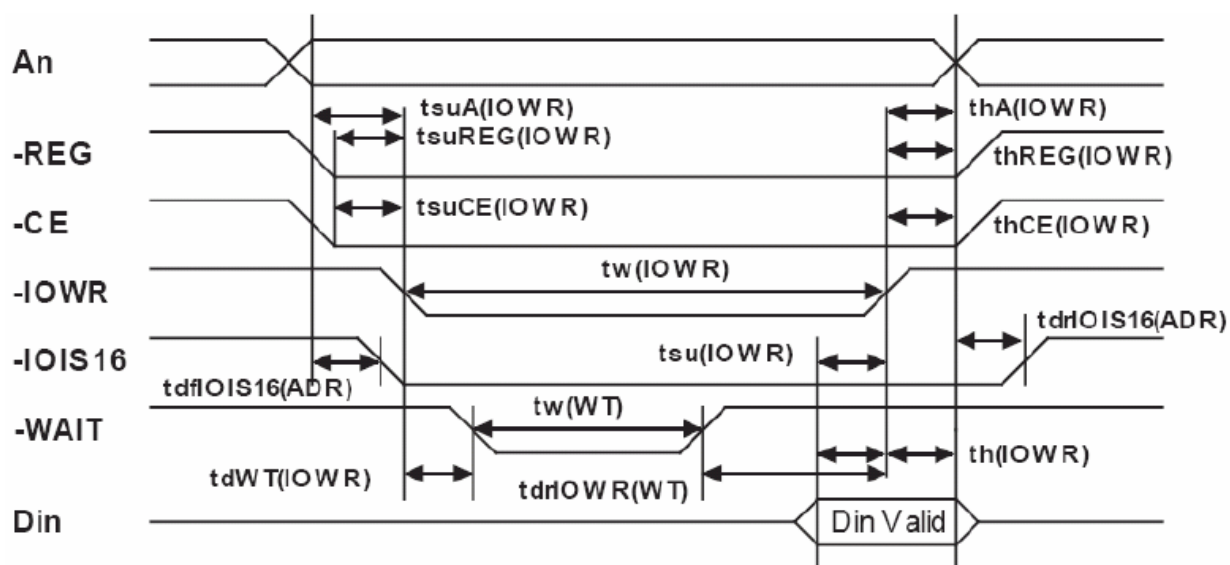 An
tsuA(IOWR)
thA(IOWR)
tsuREG(IOWR)
-REG
thREG(IOWR)
tsuCE(IOWR)
-CE
thCE(IOWR)
tw(IOWR)
-IOWR
tdrIOIS16(ADR)
tsu(IOWR)
-IOIS16
tdfIOIS16(ADR)
tw(WT)
-WAIT
th(IOWR)
tdWT(IOWR)
tdrIOWR(WT)
Din
Din Valid